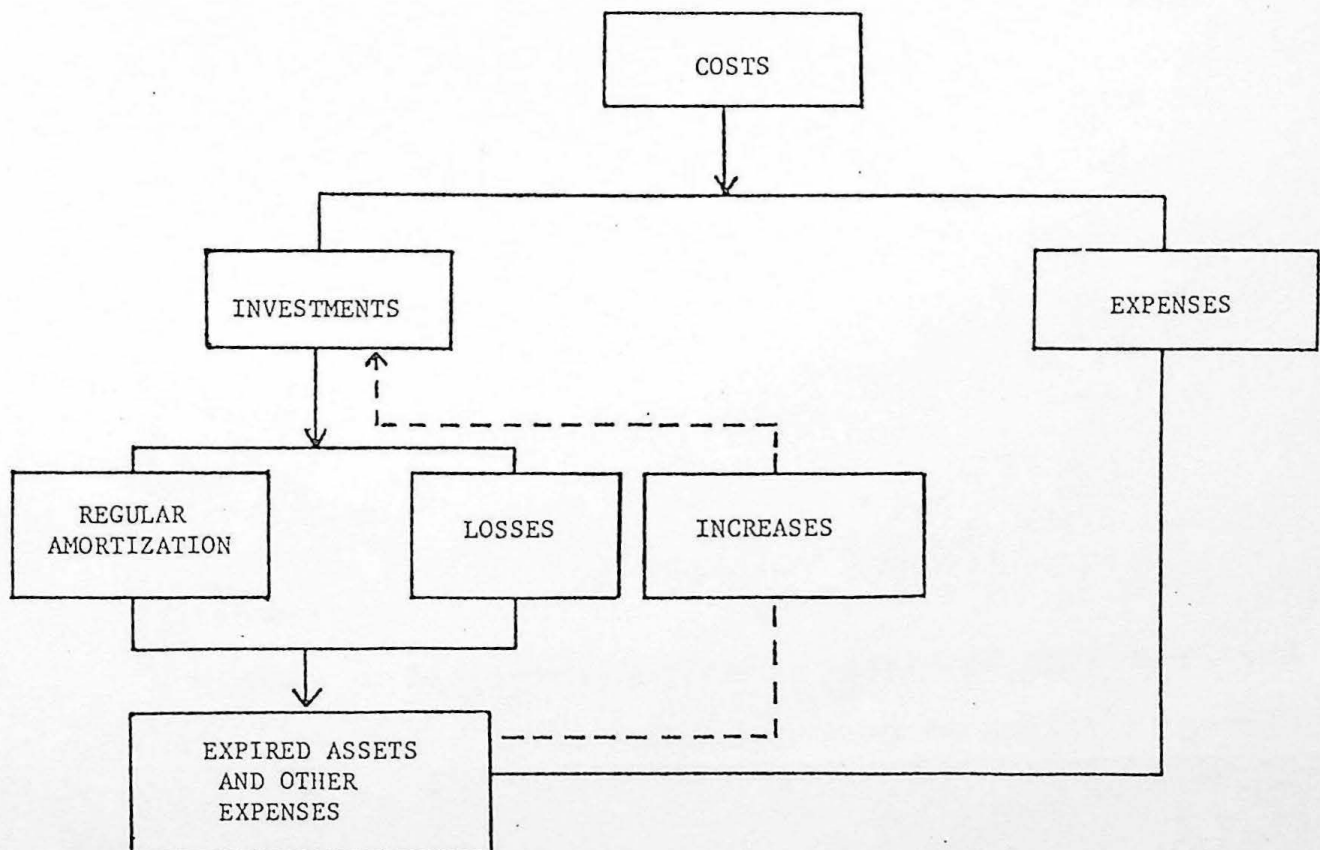 COSTS
INVESTMENTS
EXPENSES
REGULAR
AMORTIZATION
LOSSES
INCREASES
EXPIRED ASSETS
AND OTHER
EXPENSES